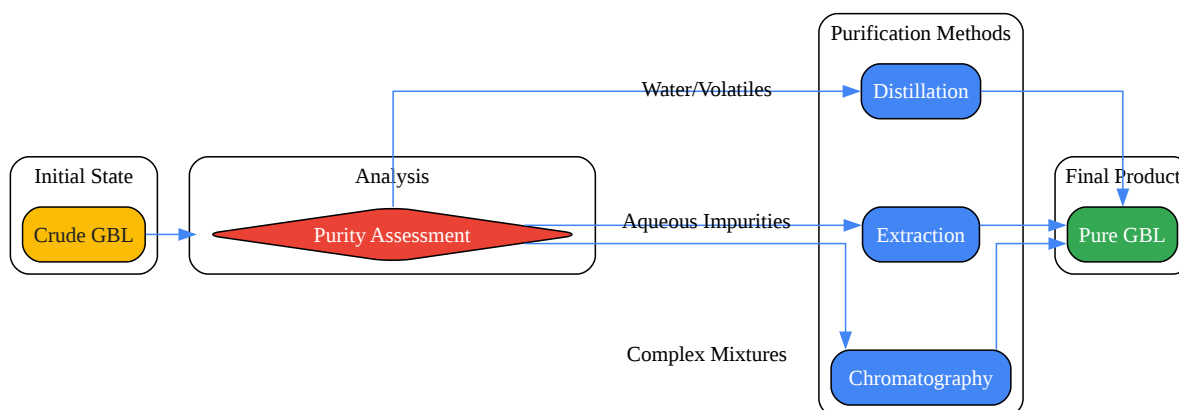 Purification Methods
Water/Volatiles
Distillation
Initial State
Analysis
Final Product
Crude GBL
Purity Assessment
Aqueous Impurities
Extraction
Pure GBL
Complex Mixtures
Chromatography